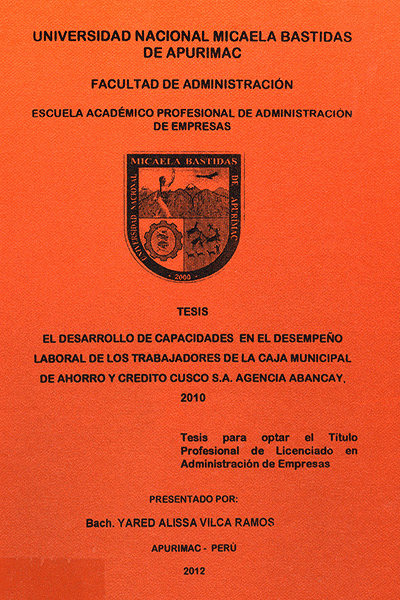 UNIVERSIDAD NACIONAL MICAELA BASTIDAS
DE APURIMAC
FACULTAD DE ADMINISTRACIÓN
ESCUELA ACADÉMICO PROFESIONAL DE ADMINISTRACIÓN
DE EMPRESAS
UNIVERSIDAD NACIONAL
MICAELA BASTIDAS
DE APURIMAC
- 2000 -
TESIS
EL DESARROLLO DE CAPACIDADES EN EL DESEMPEÑO
LABORAL DE LOS TRABAJADORES DE LA CAJA MUNICIPAL
DE AHORRO Y CREDITO CUSCO S.A. AGENCIA ABANCAY,
2010
Tesis para optar el Título
Profesional de Licenciado en
Administración de Empresas
PRESENTADO POR:
Bach. YARED ALISSA VILCA RAMOS
APURIMAC - PERÚ
2012